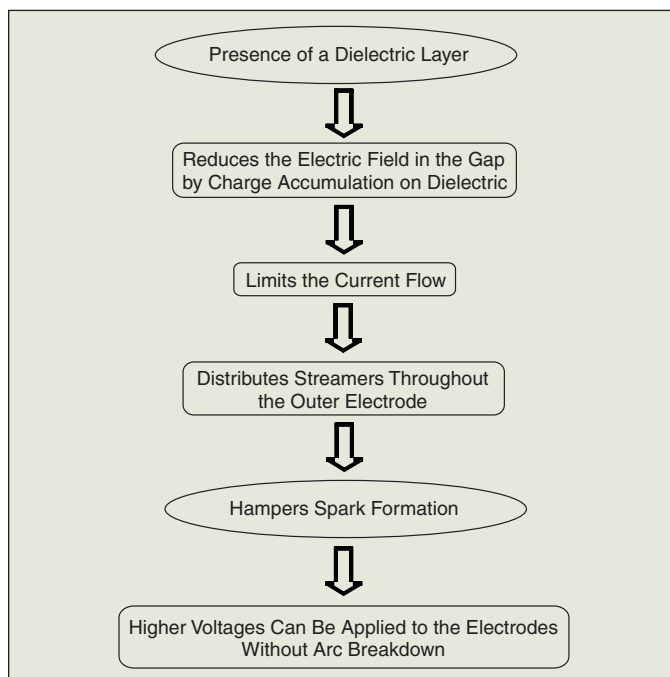 Presence of a Dielectric Layer
Reduces the Electric Field in the Gap
by Charge Accumulation on Dielectric
Limits the Current Flow
Distributes Streamers Throughout
the Outer Electrode
Hampers Spark Formation
Higher Voltages Can Be Applied to the Electrodes
Without Arc Breakdown